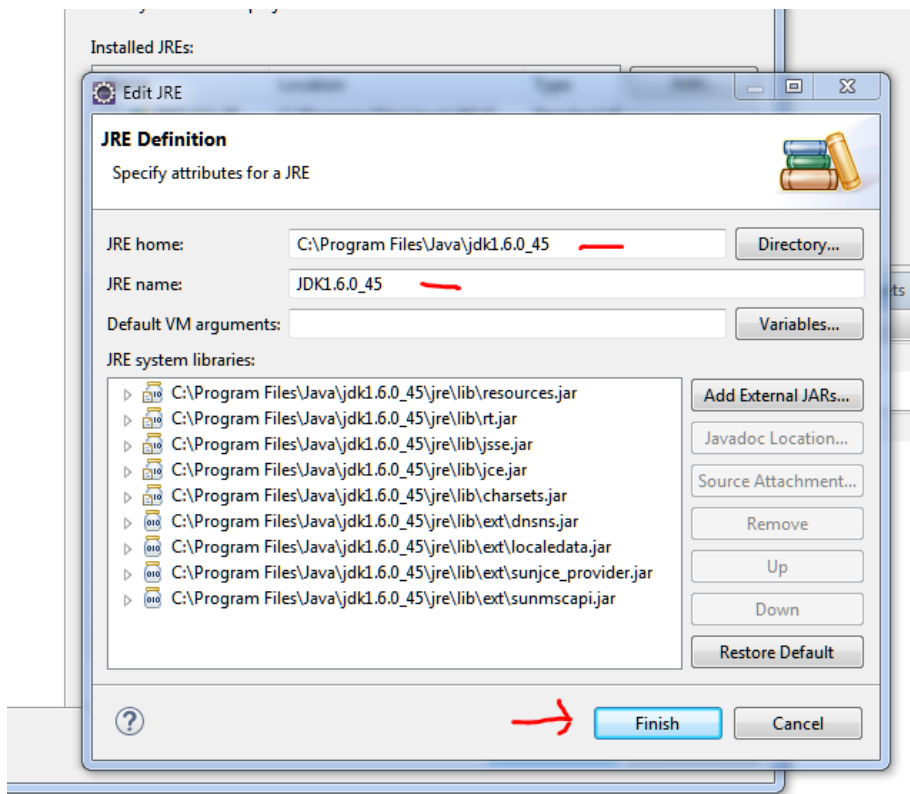 Installed JREs:
Edit JRE
JRE Definition
Specify attributes for a JRE
JRE home:
C:\Program Files\Java\jdk1.6.0_45
Directory...
JRE name:
JDK1.6.0_45
Default VM arguments:
Variables...
JRE system libraries:
C:\Program Files\Java\jdk1.6.0_45\jre\lib\resources.jar
C:\Program Files\Java\jdk1.6.0_45\jre\lib\rt.jar
C:\Program Files\Java\jdk1.6.0_45\jre\lib\jsse.jar
C:\Program Files\Java\jdk1.6.0_45\jre\lib\jce.jar
C:\Program Files\Java\jdk1.6.0_45\jre\lib\charsets.jar
C:\Program Files\Java\jdk1.6.0_45\jre\lib\ext\dnsns.jar
C:\Program Files\Java\jdk1.6.0_45\jre\lib\ext\localedata.jar
C:\Program Files\Java\jdk1.6.0_45\jre\lib\ext\sunjce_provider.jar
C:\Program Files\Java\jdk1.6.0_45\jre\lib\ext\sunmscapi.jar
Add External JARs...
Javadoc Location...
Source Attachment...
Remove
Up
Down
Restore Default
Finish
Cancel